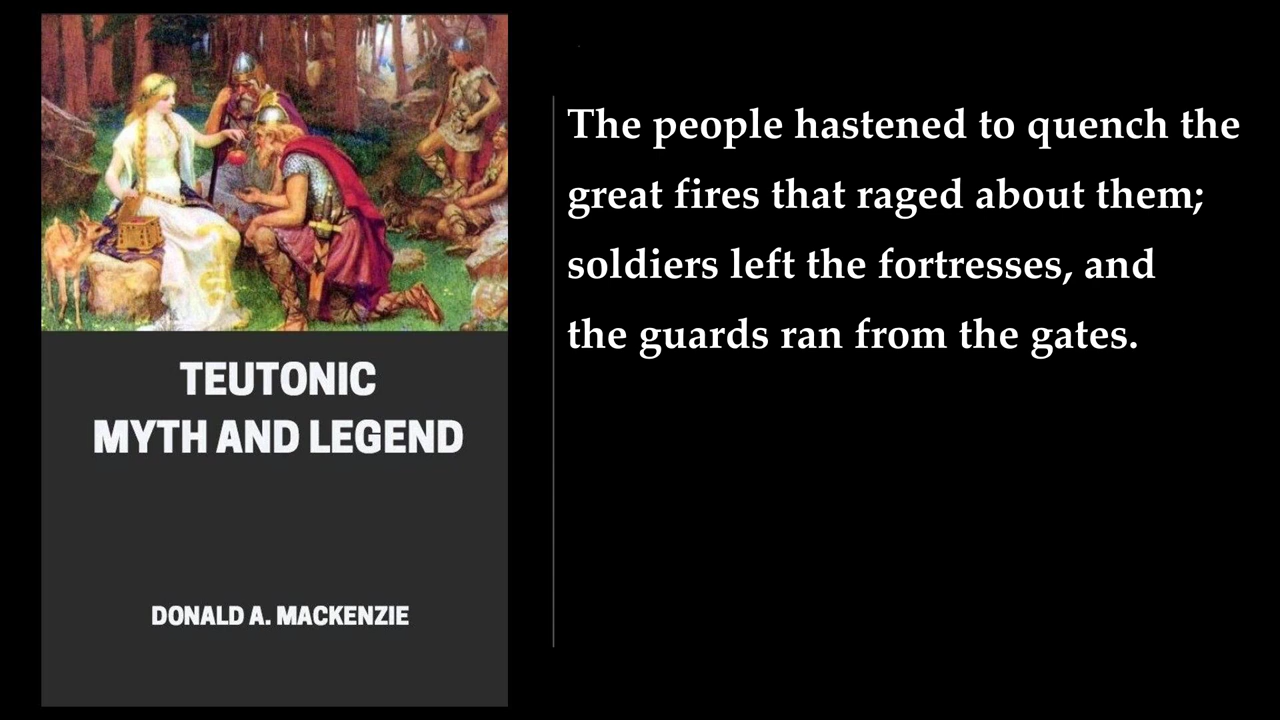 TEUTONIC
MYTH AND LEGEND
DONALD A. MACKENZIE
The people hastened to quench the
great fires that raged about them;
soldiers left the fortresses, and
the guards ran from the gates.